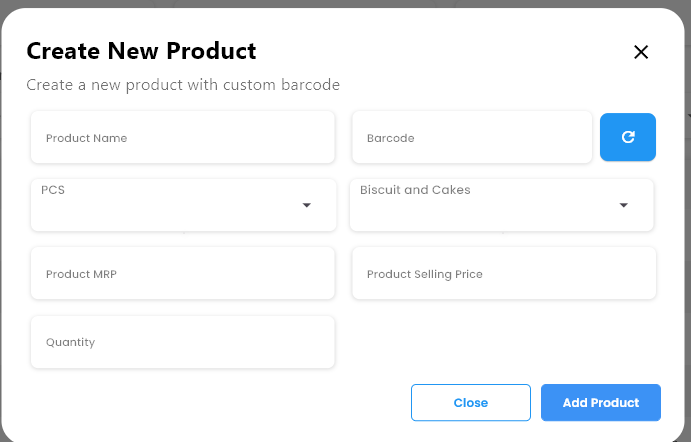 Create New Product
Create a new product with custom barcode
Product Name
Barcode
PCS
Biscuit and Cakes
Product MRP
Product Selling Price
Quantity
Close
Add Product